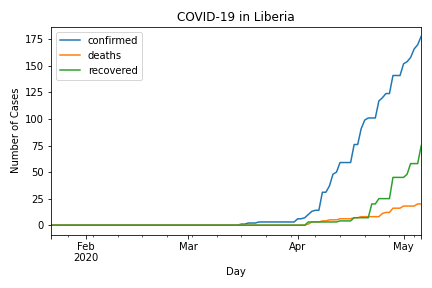 COVID-19 in Liberia
confirmed
deaths
recovered
Number of Cases
175
150
125
100
75
50
25
0
Feb Mar Apr May
2020
Day